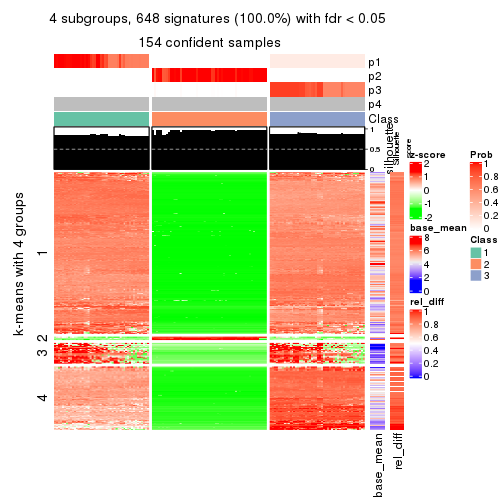 4 subgroups, 648 signatures (100.0%) with fdr < 0.05
154 confident samples
p1
p2
p3
p4
Class
1
0.5
0
silhouette
Silhouette
score
k-means with 4 groups
1
2
3
4
base_mean
rel_diff
z-score
2
1
0
-1
-2
base_mean
8
6
4
2
0
rel_diff
1
0.8
0.6
0.4
0.2
0
Prob
1
0.8
0.6
0.4
0.2
0
Class
1
2
3